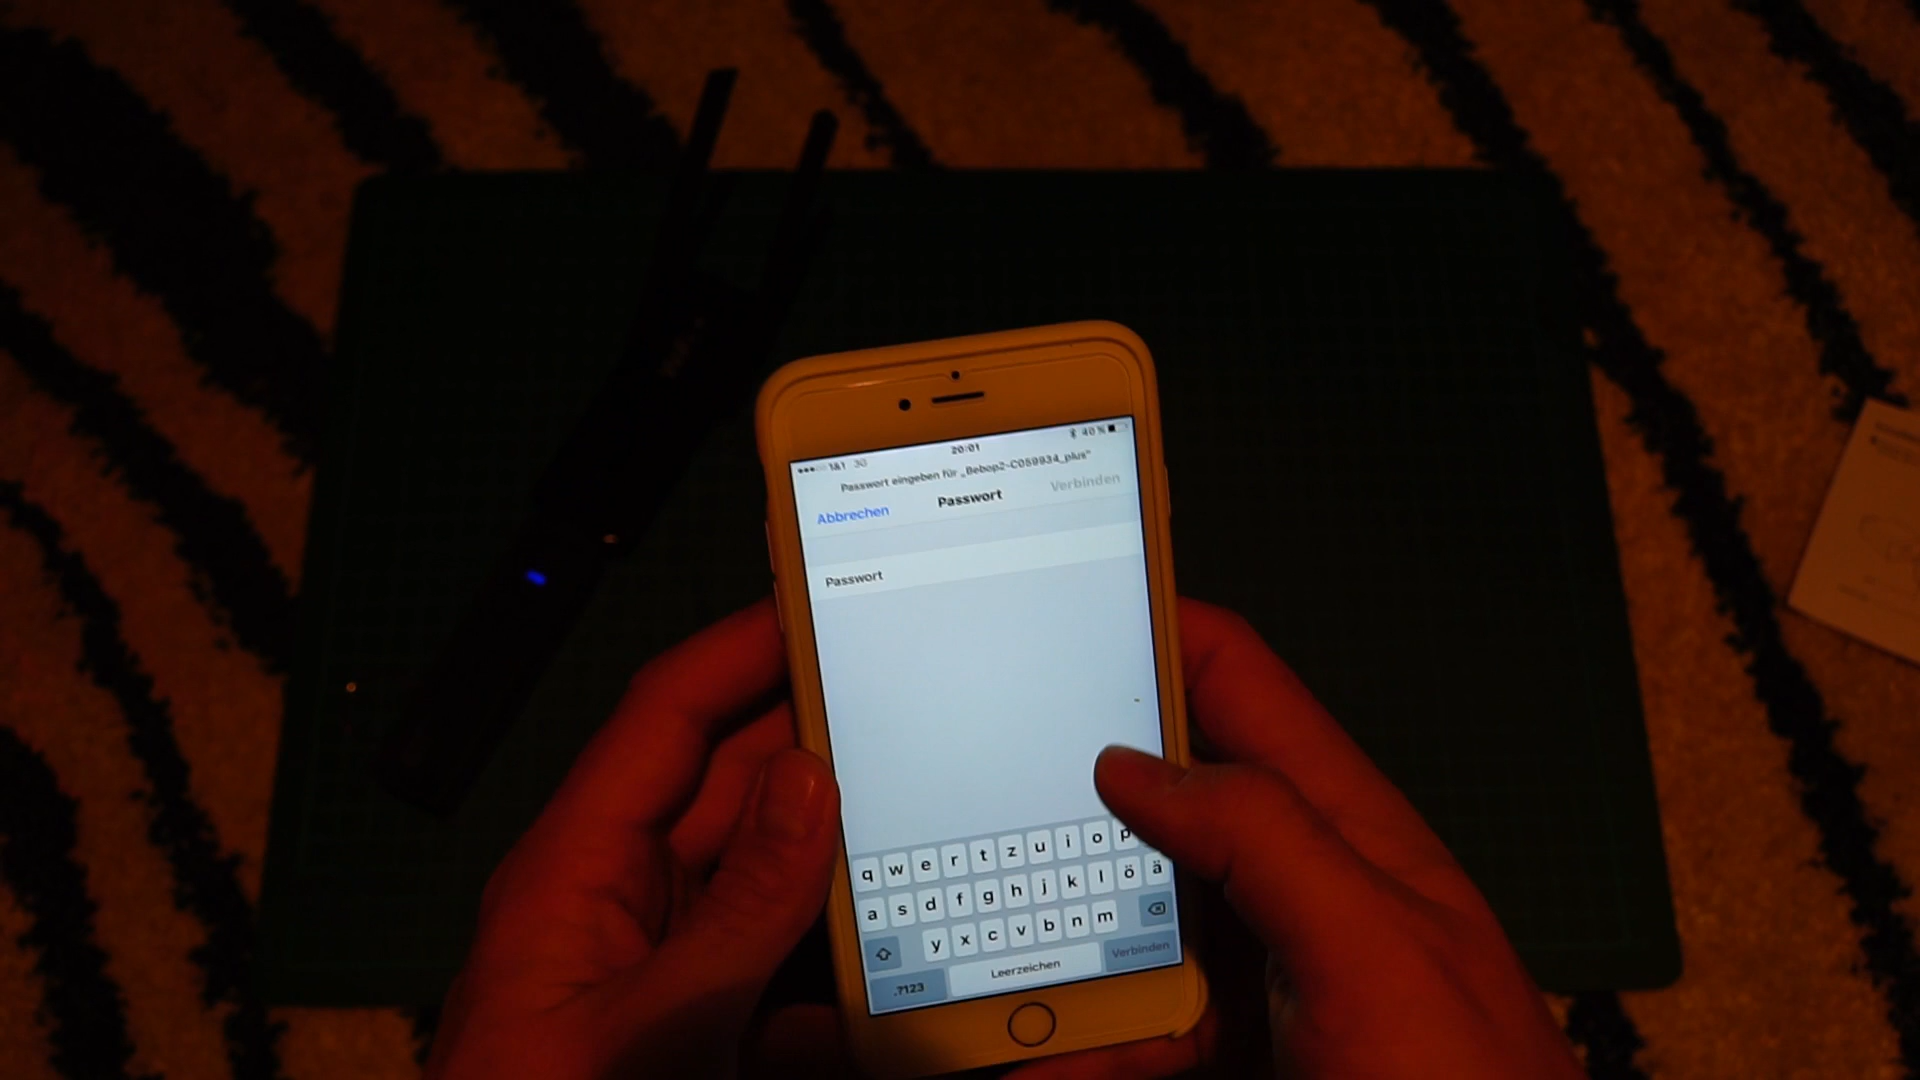 ●●●○○ 1&1 3G 20:01 40 %
Passwort eingeben für „Bebop2-C059934_plus"
Abbrechen Passwort Verbinden
Passwort
q w e r t z u i o p
a s d f g h j k l ö ä
y x c v b n m
.?123 Leerzeichen Verbinden